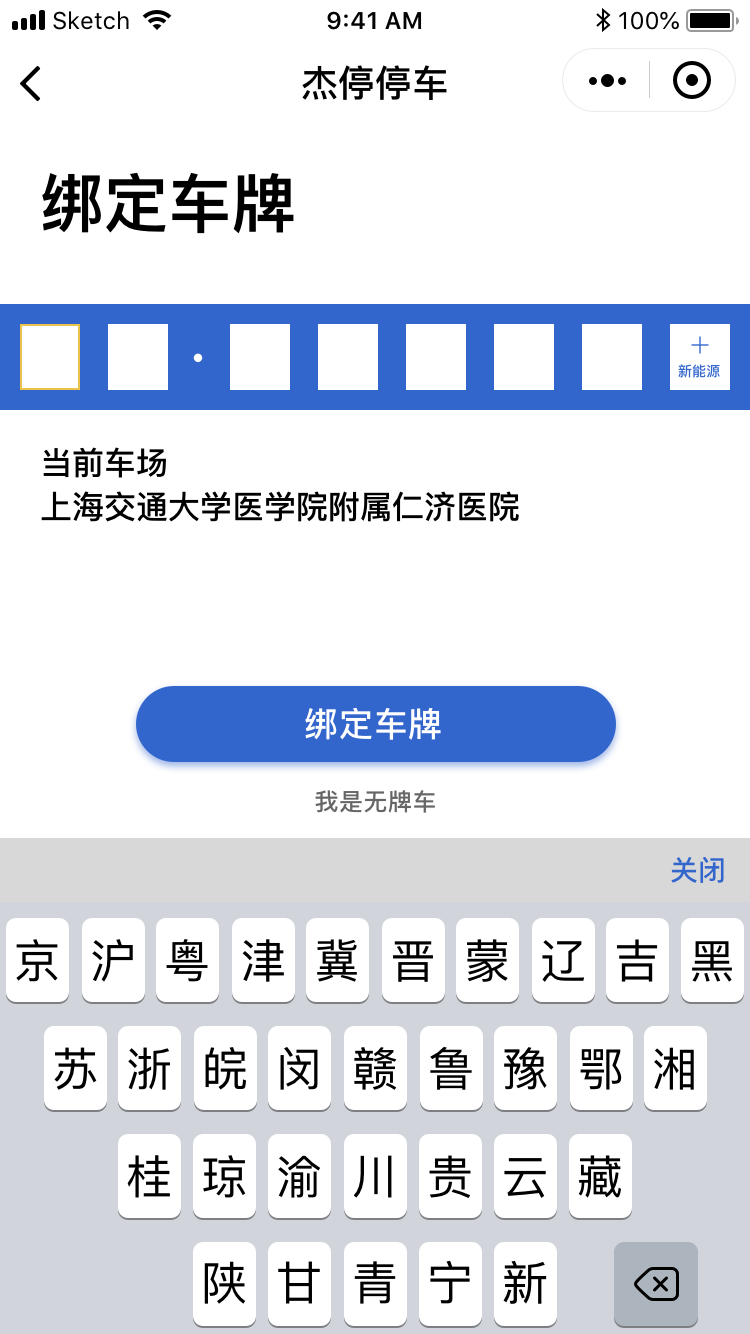 Sketch 9:41 AM 100%
杰停停车
绑定车牌
·
新能源
当前车场
上海交通大学医学院附属仁济医院
绑定车牌
我是无牌车
关闭
京 沪 粤 津 冀 晋 蒙 辽 吉 黑
苏 浙 皖 闵 赣 鲁 豫 鄂 湘
桂 琼 渝 川 贵 云 藏
陕 甘 青 宁 新